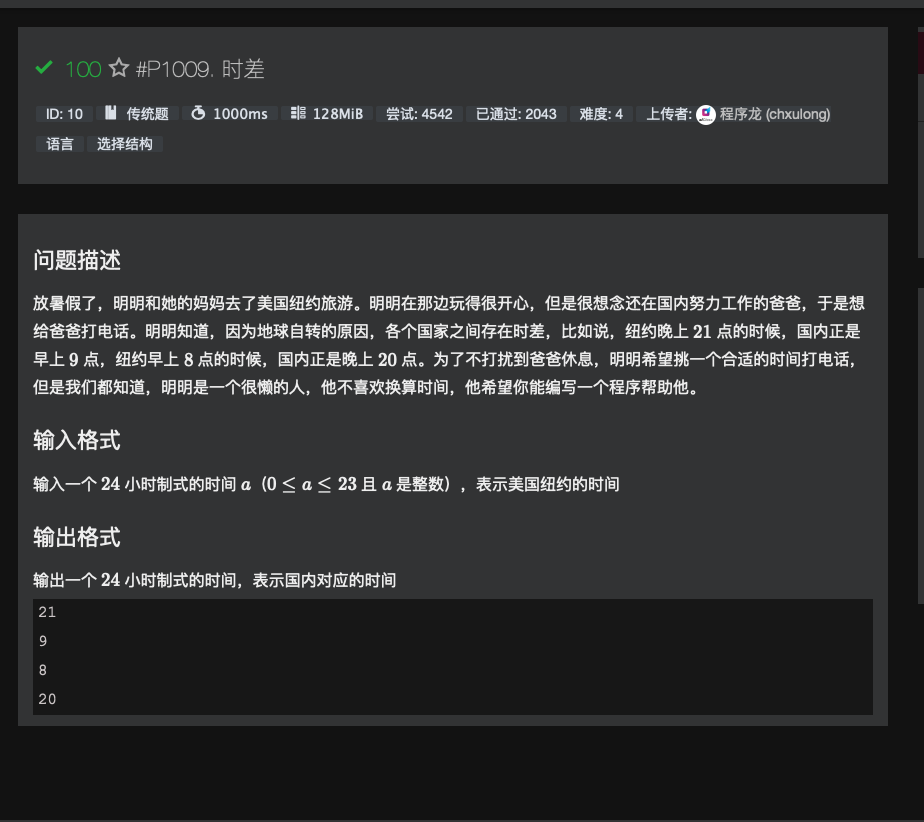 100 #P1009. 时差
ID: 10 传统题 1000ms 128MiB 尝试: 4542 已通过: 2043 难度: 4 上传者: 程序龙 (chxulong)
语言 选择结构
问题描述
放暑假了，明明和她的妈妈去了美国纽约旅游。明明在那边玩得很开心，但是很想念还在国内努力工作的爸爸，于是想
给爸爸打电话。明明知道，因为地球自转的原因，各个国家之间存在时差，比如说，纽约晚上 21 点的时候，国内正是
早上 9 点，纽约早上 8 点的时候，国内正是晚上 20 点。为了不打扰到爸爸休息，明明希望挑一个合适的时间打电话，
但是我们都知道，明明是一个很懒的人，他不喜欢换算时间，他希望你能编写一个程序帮助他。
输入格式
输入一个 24 小时制式的时间 a（0 ≤ a ≤ 23 且 a 是整数），表示美国纽约的时间
输出格式
输出一个 24 小时制式的时间，表示国内对应的时间
21
9
8
20